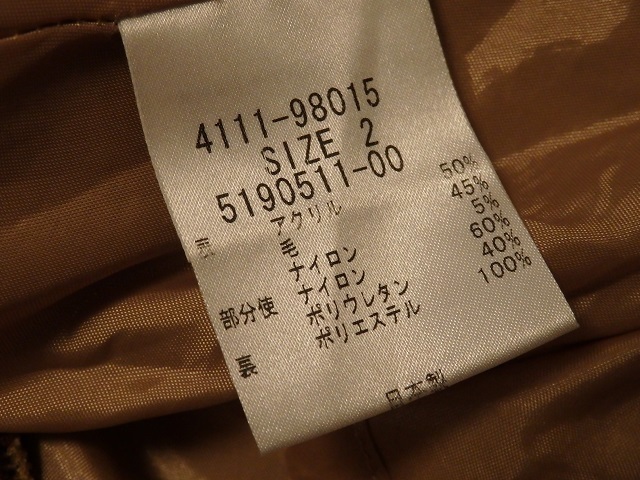 4111-98015
SIZE 2
5190511-00
表 アクリル 50%
毛 45%
ナイロン 5%
部分使 ナイロン 60%
ポリウレタン 40%
裏 ポリエステル 100%
日本製